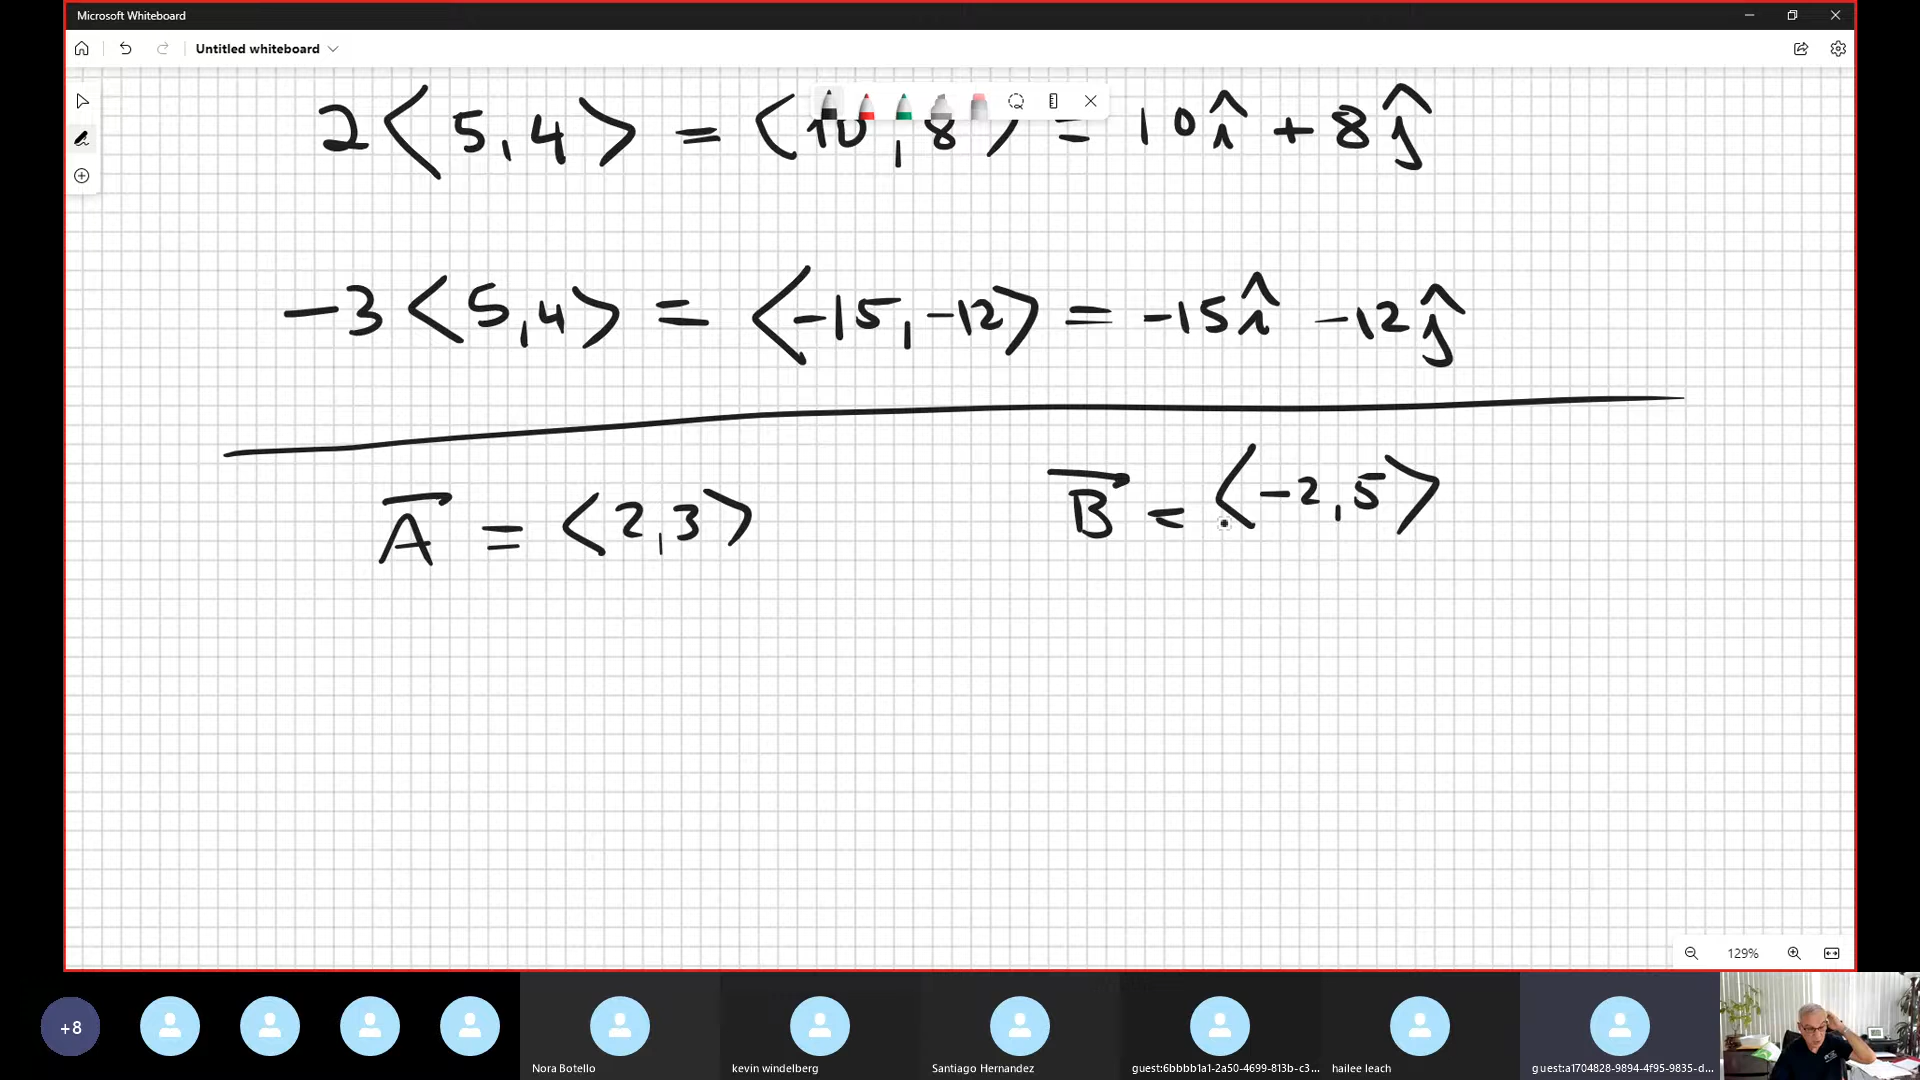 Microsoft Whiteboard
Untitled whiteboard
2<5,4> = <10,8> = 10î + 8ĵ
-3<5,4> = <-15,-12> = -15î -12ĵ
A⃗ = <2,3>
B⃗ = <-2,5>
129%
+8
Nora Botello
kevin windelberg
Santiago Hernandez
guest:6bbbb1a1-2a50-4699-813b-c3...
hailee leach
guest:a1704828-9894-4f95-9835-d...